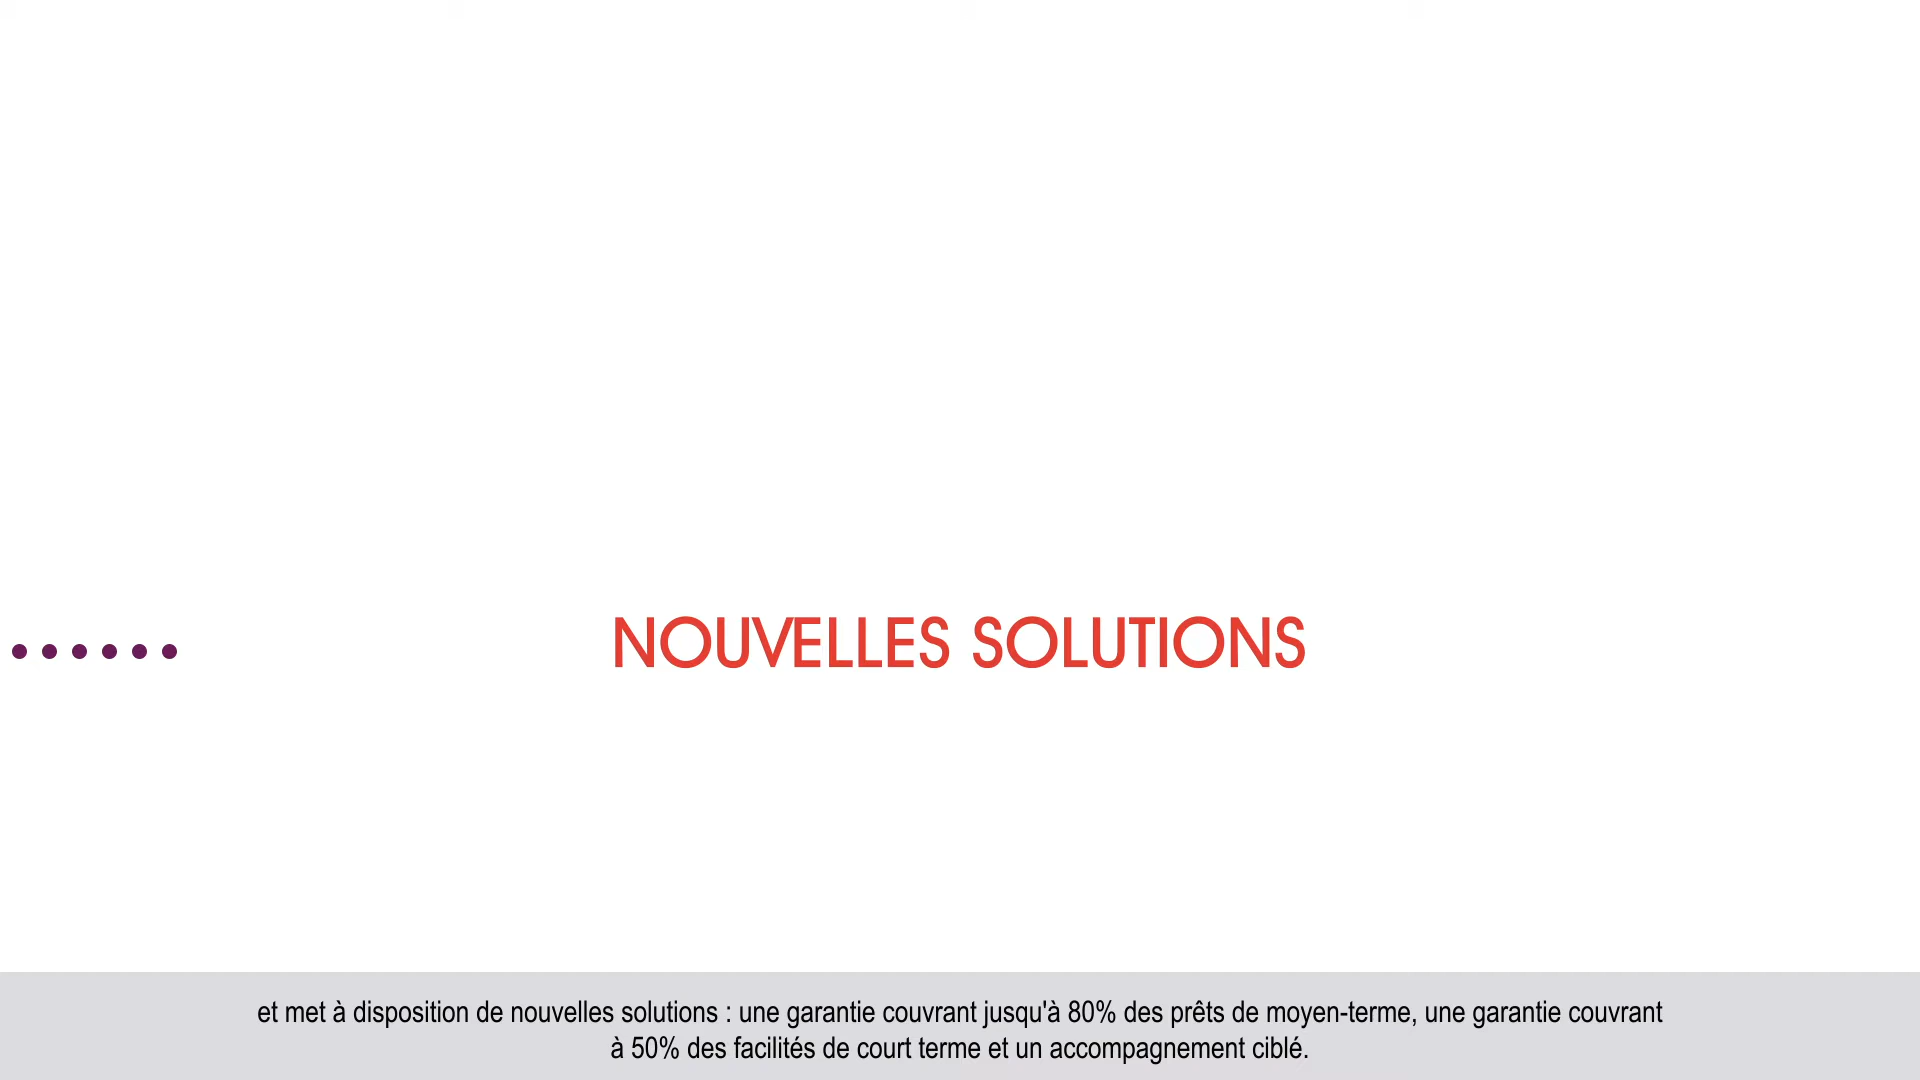 NOUVELLES SOLUTIONS
et met à disposition de nouvelles solutions : une garantie couvrant jusqu'à 80% des prêts de moyen-terme, une garantie couvrant
à 50% des facilités de court terme et un accompagnement ciblé.